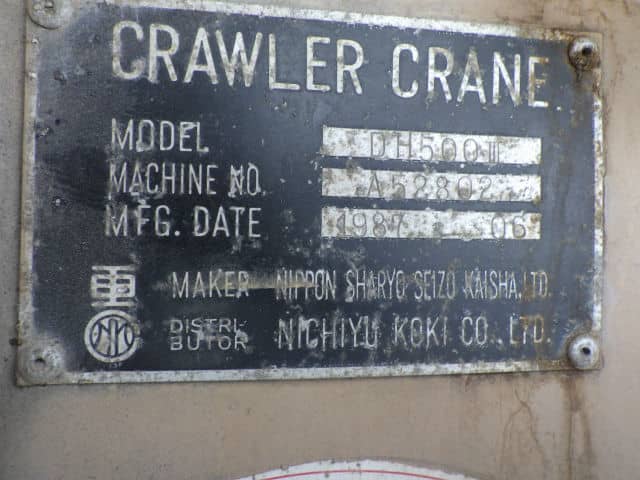 CRAWLER CRANE
MODEL DH500III
MACHINE NO. A52802
MFG. DATE 1987 06
MAKER NIPPON SHARYO SEIZO KAISHA, LTD.
DISTRI-
BUTOR NICHIYU KOKI CO., LTD.